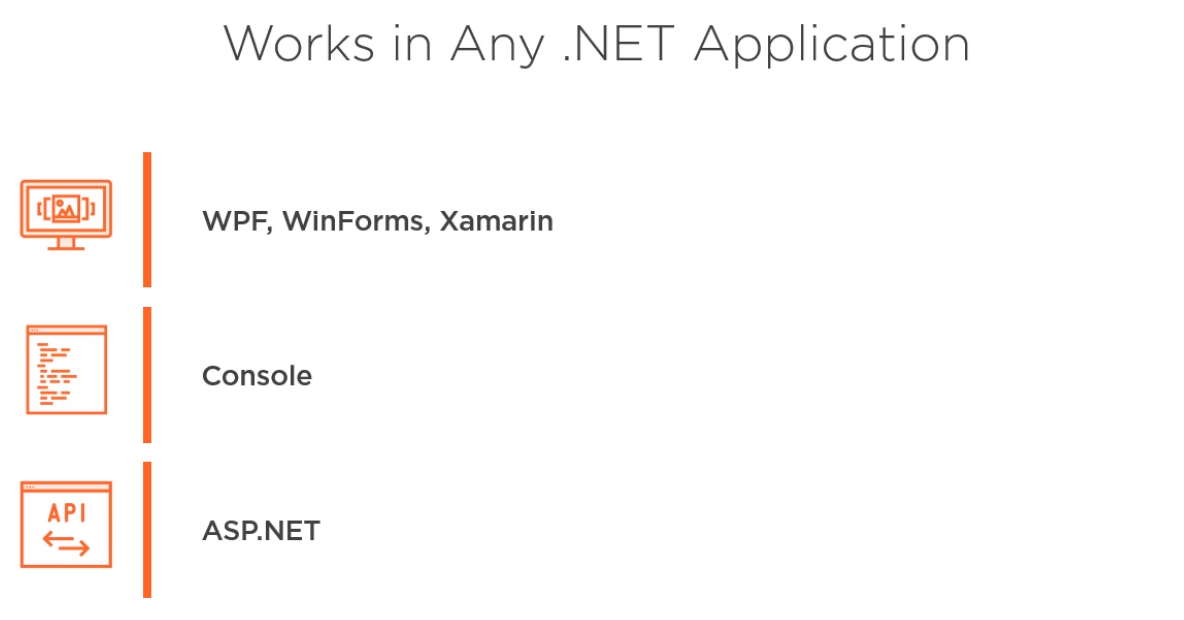 Works in Any .NET Application
WPF, WinForms, Xamarin
Console
API
ASP.NET